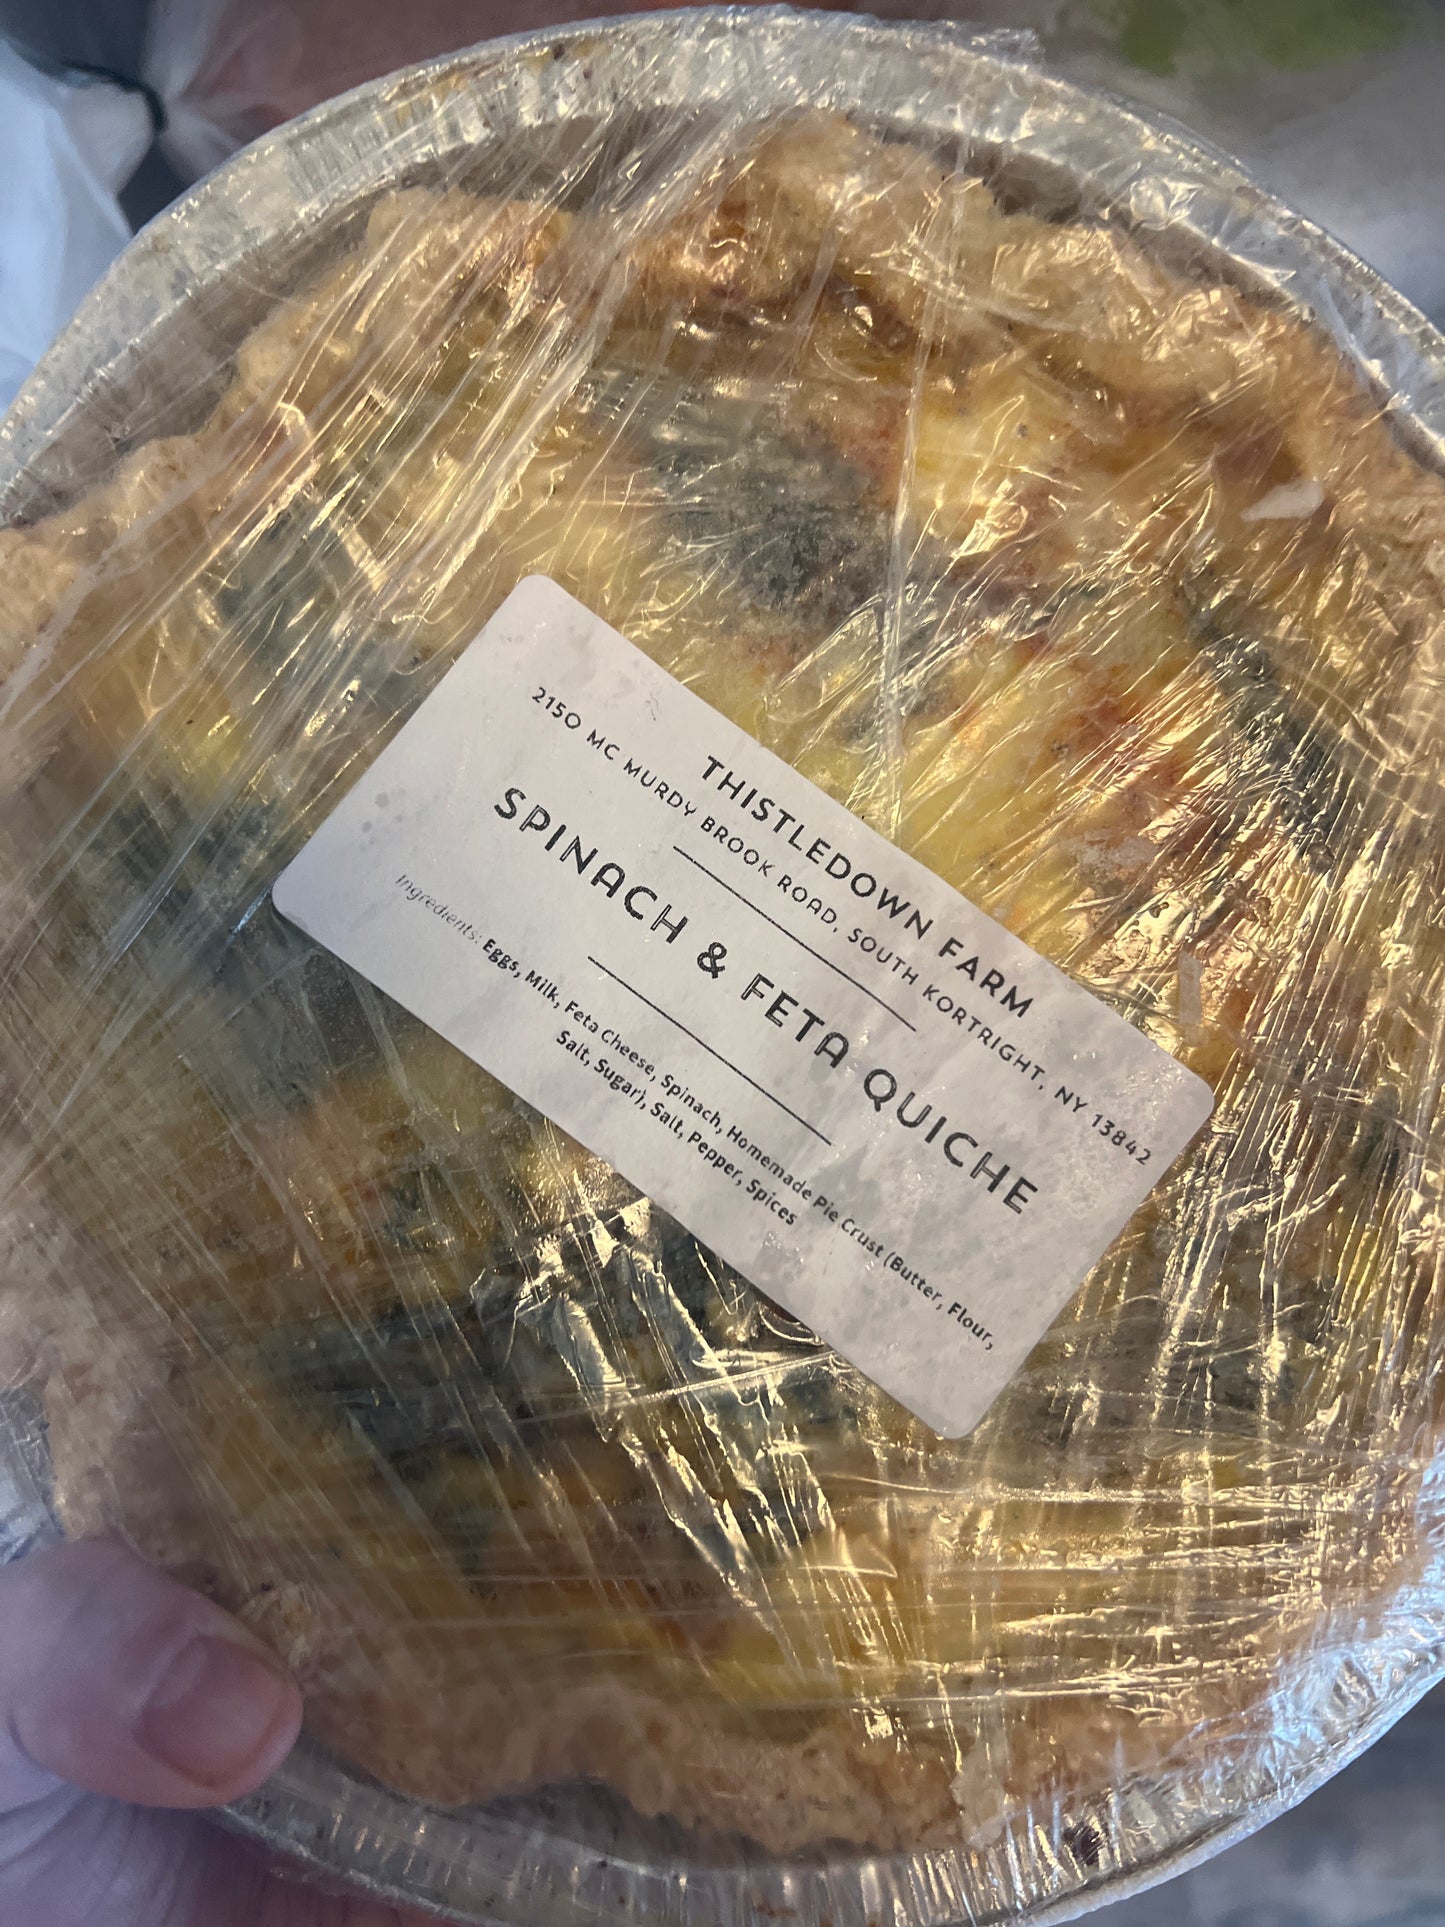 THISTLEDOWN FARM
2150 MC MURDY BROOK ROAD, SOUTH KORTRIGHT, NY 13842
SPINACH & FETA QUICHE
Ingredients: Eggs, Milk, Feta Cheese, Spinach, Homemade Pie Crust (Butter, Flour,
Salt, Sugar), Salt, Pepper, Spices